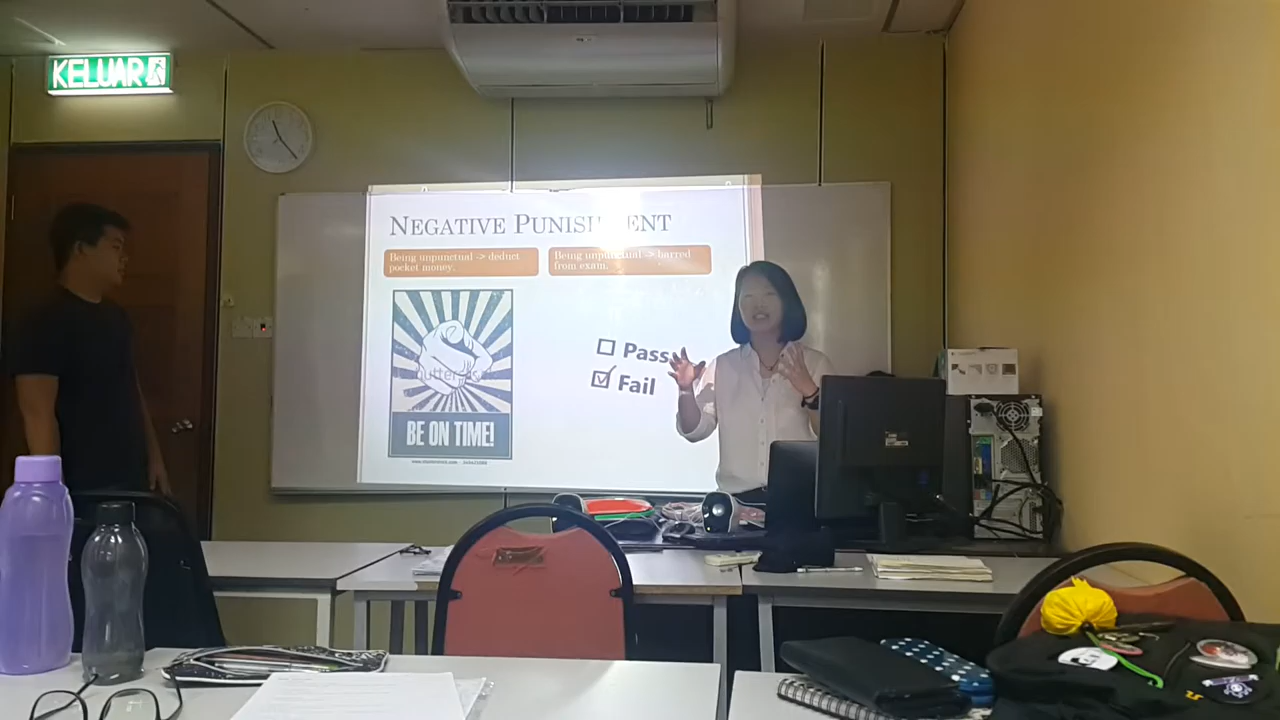 KELUAR
NEGATIVE PUNISHMENT
Being unpunctual -> deduct
pocket money.
Being unpunctual -> barred
from exam.
Pass
Fail
BE ON TIME!